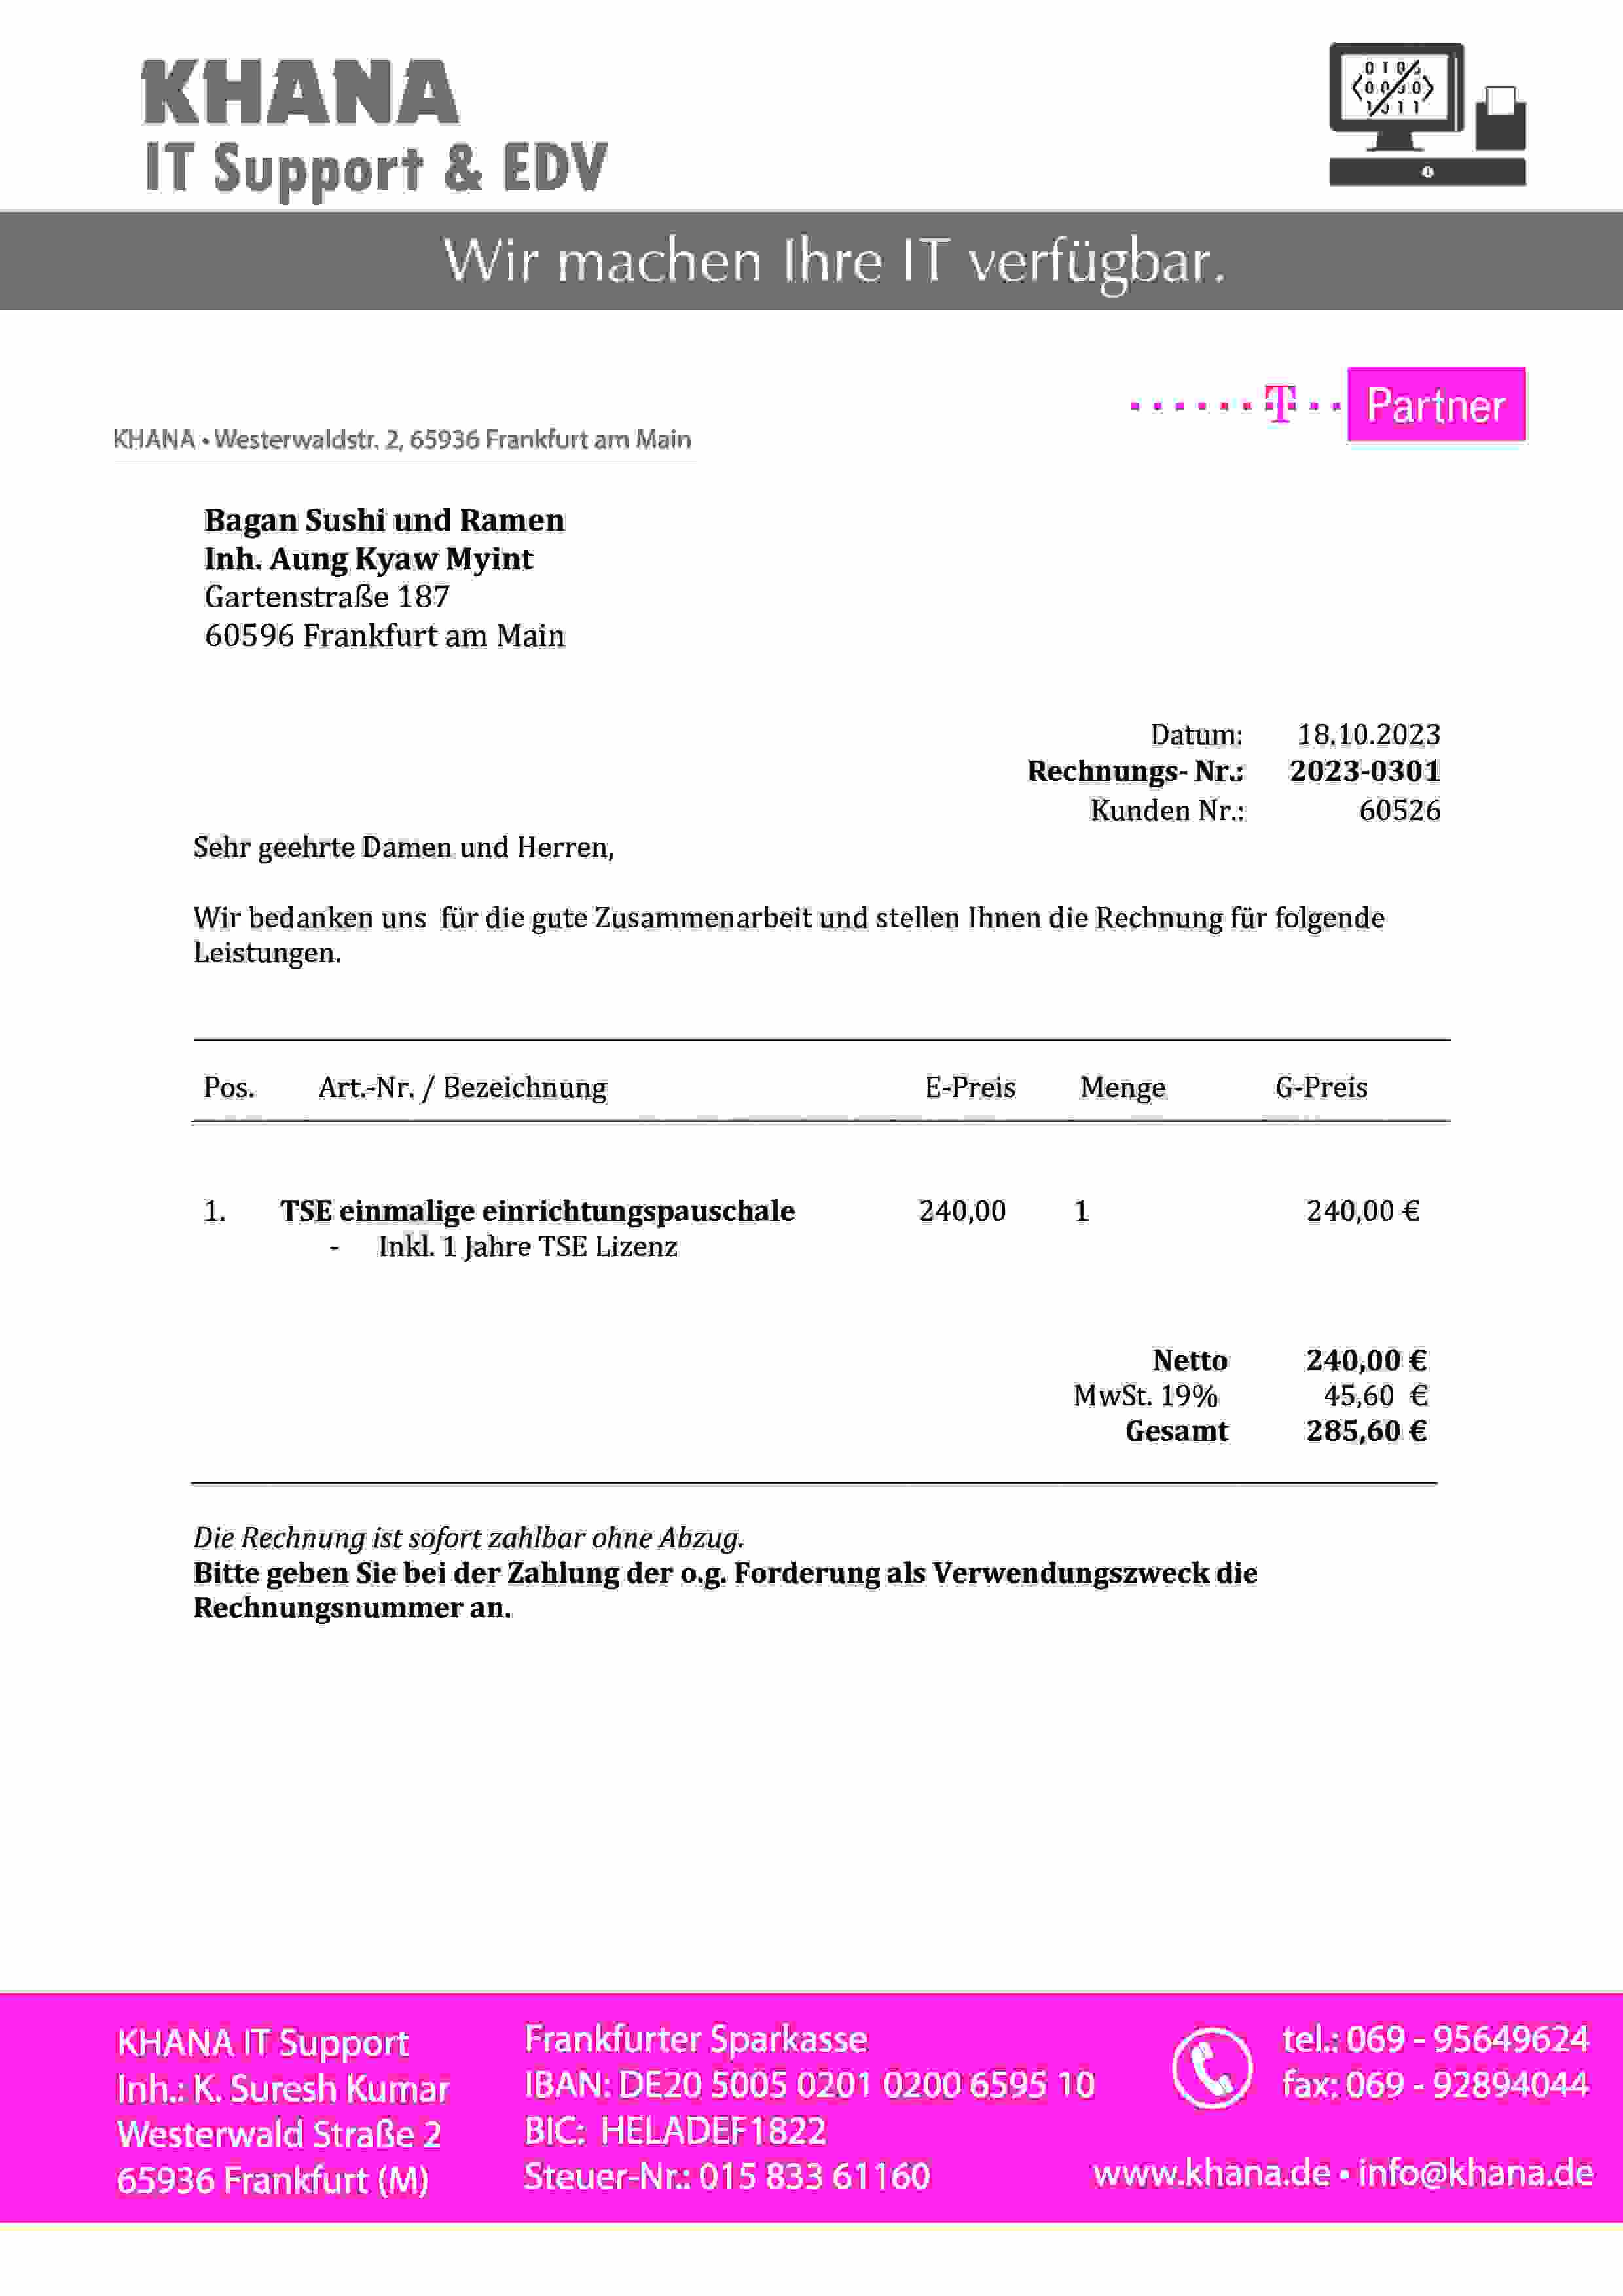 KHANA
IT Support & EDV
Wir machen Ihre IT verfügbar.
T Partner
KHANA • Westerwaldstr. 2, 65936 Frankfurt am Main
Bagan Sushi und Ramen
Inh. Aung Kyaw Myint
Gartenstraße 187
60596 Frankfurt am Main
Datum: 18.10.2023
Rechnungs- Nr.: 2023-0301
Kunden Nr.: 60526
Sehr geehrte Damen und Herren,
Wir bedanken uns für die gute Zusammenarbeit und stellen Ihnen die Rechnung für folgende
Leistungen.
Pos. Art.-Nr. / Bezeichnung E-Preis Menge G-Preis
1. TSE einmalige einrichtungspauschale 240,00 1 240,00 €
- Inkl. 1 Jahre TSE Lizenz
Netto 240,00 €
MwSt. 19% 45,60 €
Gesamt 285,60 €
Die Rechnung ist sofort zahlbar ohne Abzug.
Bitte geben Sie bei der Zahlung der o.g. Forderung als Verwendungszweck die
Rechnungsnummer an.
KHANA IT Support
Inh.: K. Suresh Kumar
Westerwald Straße 2
65936 Frankfurt (M)
Frankfurter Sparkasse
IBAN: DE20 5005 0201 0200 6595 10
BIC: HELADEF1822
Steuer-Nr.: 015 833 61160
tel.: 069 - 95649624
fax: 069 - 92894044
www.khana.de • info@khana.de